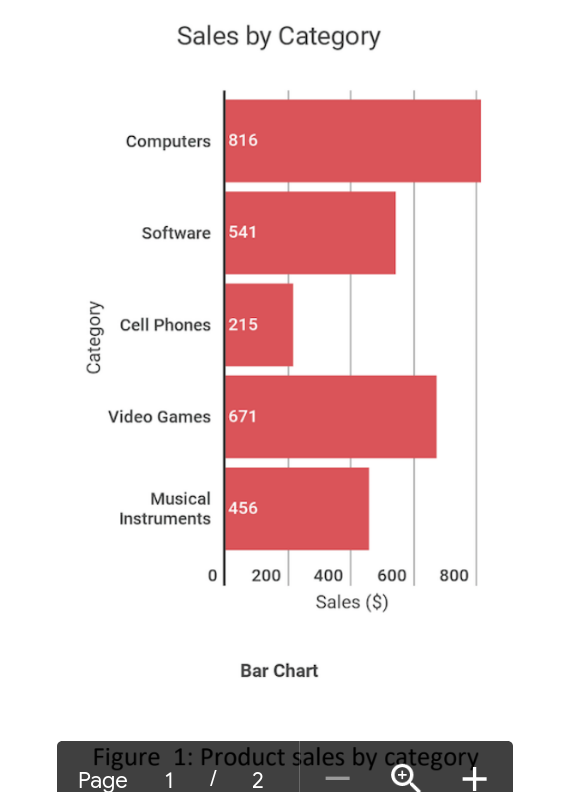 Sales by Category
Computers 816
Software 541
Category
Cell Phones 215
Video Games 671
Musical
Instruments
456
0 200 400 600 800
Sales ($)
Bar Chart
Figure 1: Product sales by category
Page 1 / 2